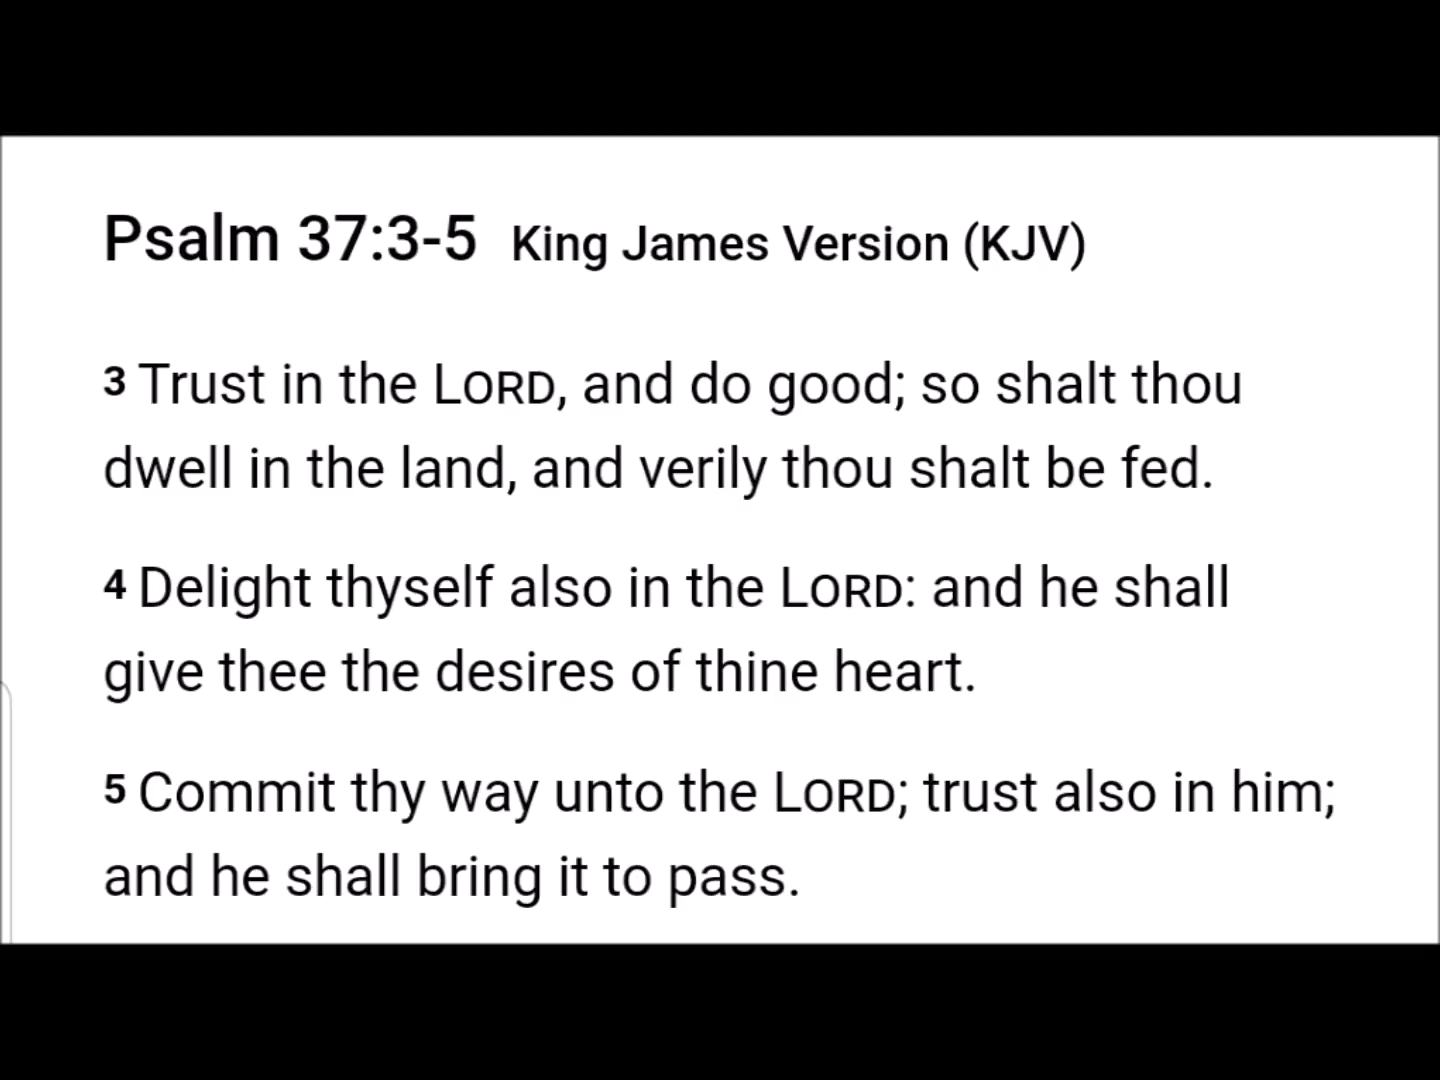 Psalm 37:3-5 King James Version (KJV)
3 Trust in the LORD, and do good; so shalt thou
dwell in the land, and verily thou shalt be fed.
4 Delight thyself also in the LORD: and he shall
give thee the desires of thine heart.
5 Commit thy way unto the LORD; trust also in him;
and he shall bring it to pass.